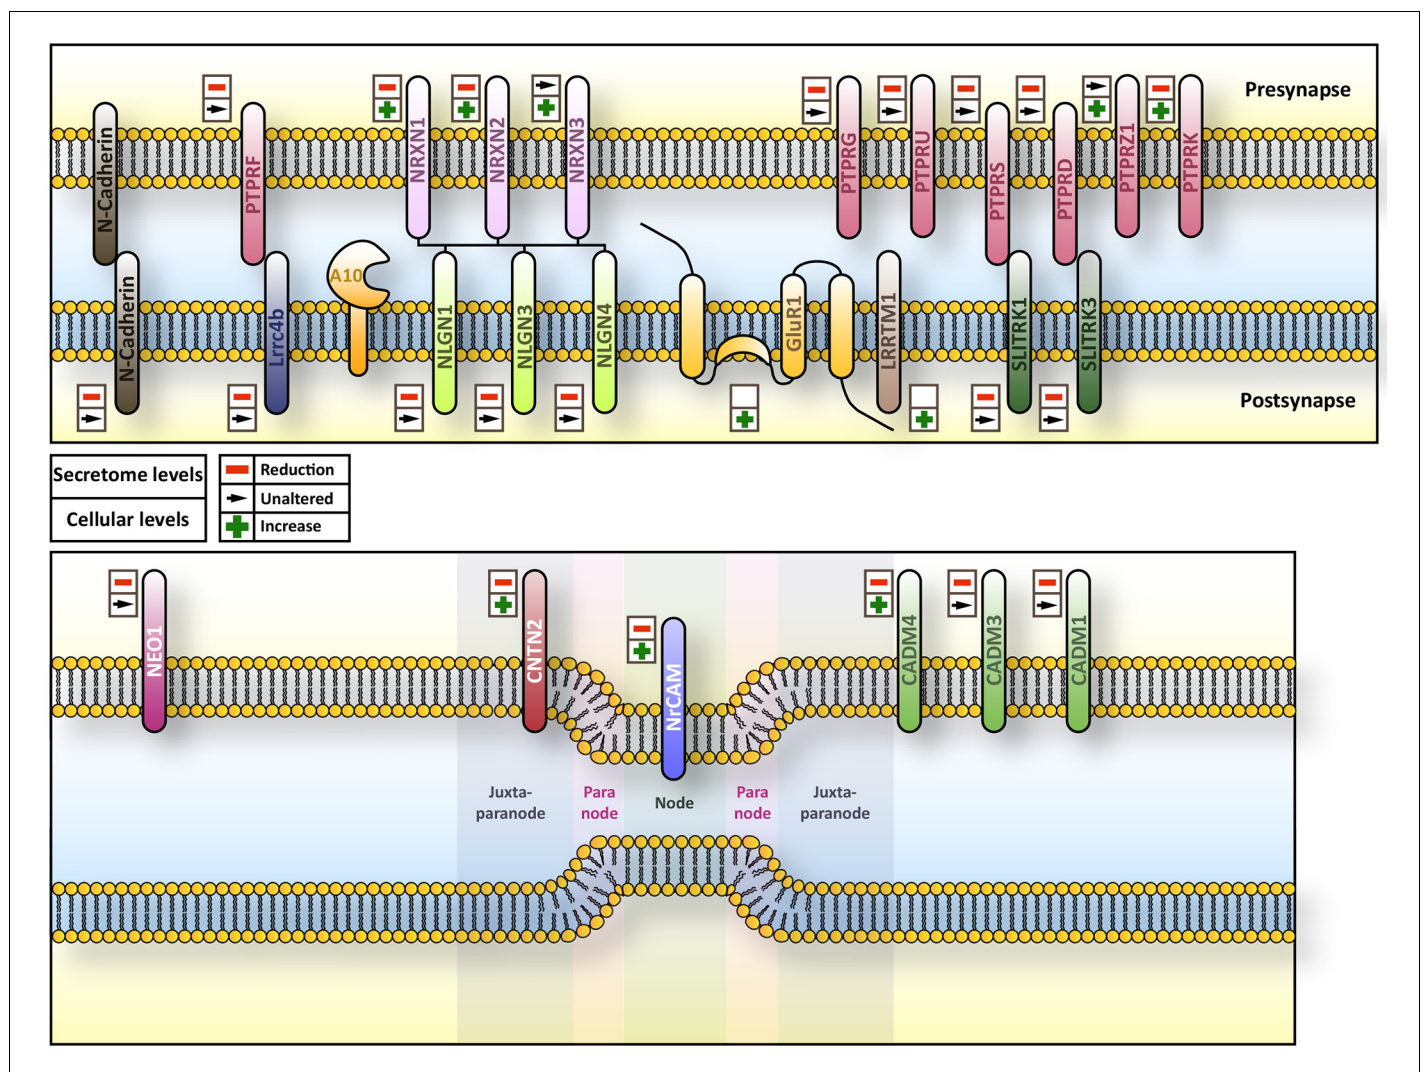 Presynapse
N-Cadherin
PTPRF
NRXN1
NRXN2
NRXN3
PTPRG
PTPRU
PTPRS
PTPRD
PTPRZ1
PTPRK
N-Cadherin
Lrrc4b
A10
NLGN1
NLGN3
NLGN4
GluR1
LRRTM1
SLITRK1
SLITRK3
Postsynapse
Secretome levels
Cellular levels
Reduction
Unaltered
Increase
NEO1
CNTN2
NrCAM
CADM4
CADM3
CADM1
Juxta-
paranode
Para
node
Node
Para
node
Juxta-
paranode